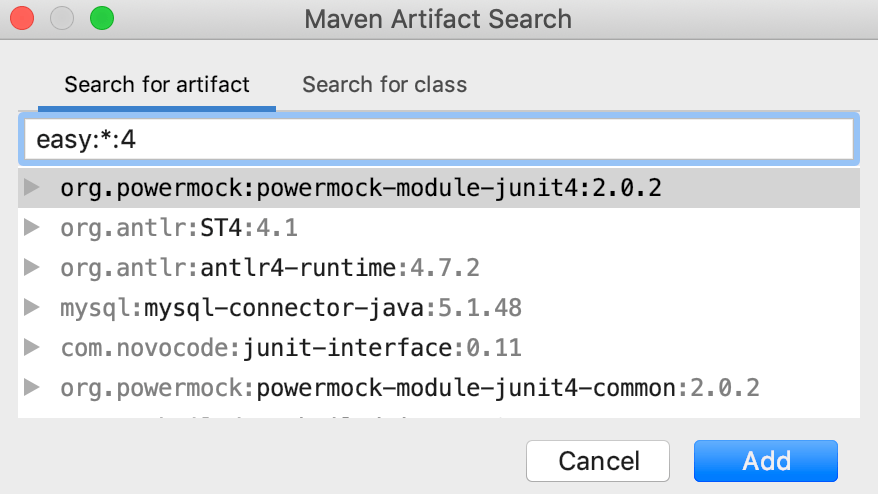 Maven Artifact Search
Search for artifact Search for class
easy:*:4
org.powermock:powermock-module-junit4:2.0.2
org.antlr:ST4:4.1
org.antlr:antlr4-runtime:4.7.2
mysql:mysql-connector-java:5.1.48
com.novocode:junit-interface:0.11
org.powermock:powermock-module-junit4-common:2.0.2
Cancel Add